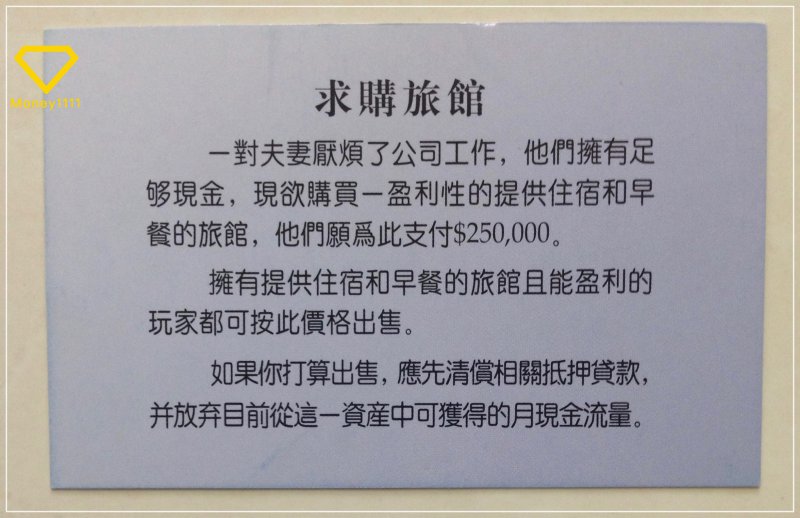 Money1111
求購旅館
一對夫妻厭煩了公司工作，他們擁有足
够現金，現欲購買一盈利性的提供住宿和早
餐的旅館，他們願爲此支付$250,000。
擁有提供住宿和早餐的旅館且能盈利的
玩家都可按此價格出售。
如果你打算出售，應先清償相關抵押貸款，
并放弃目前從這一資産中可獲得的月現金流量。